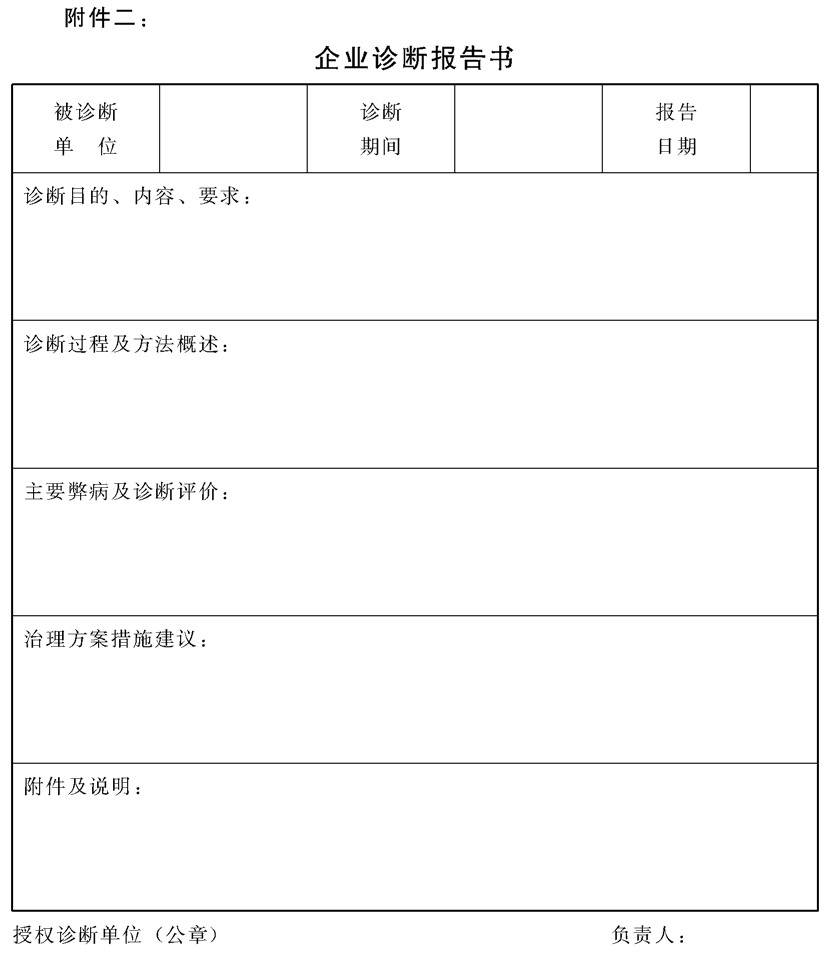 附件二：
企业诊断报告书
被诊断 诊断 报告
单 位 期间 日期
诊断目的、内容、要求：
诊断过程及方法概述：
主要弊病及诊断评价：
治理方案措施建议：
附件及说明：
授权诊断单位（公章） 负责人：